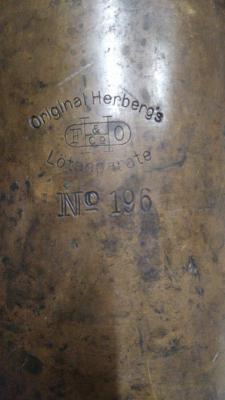 Original Herberg's
F & Co O
Lötapparate
No 196